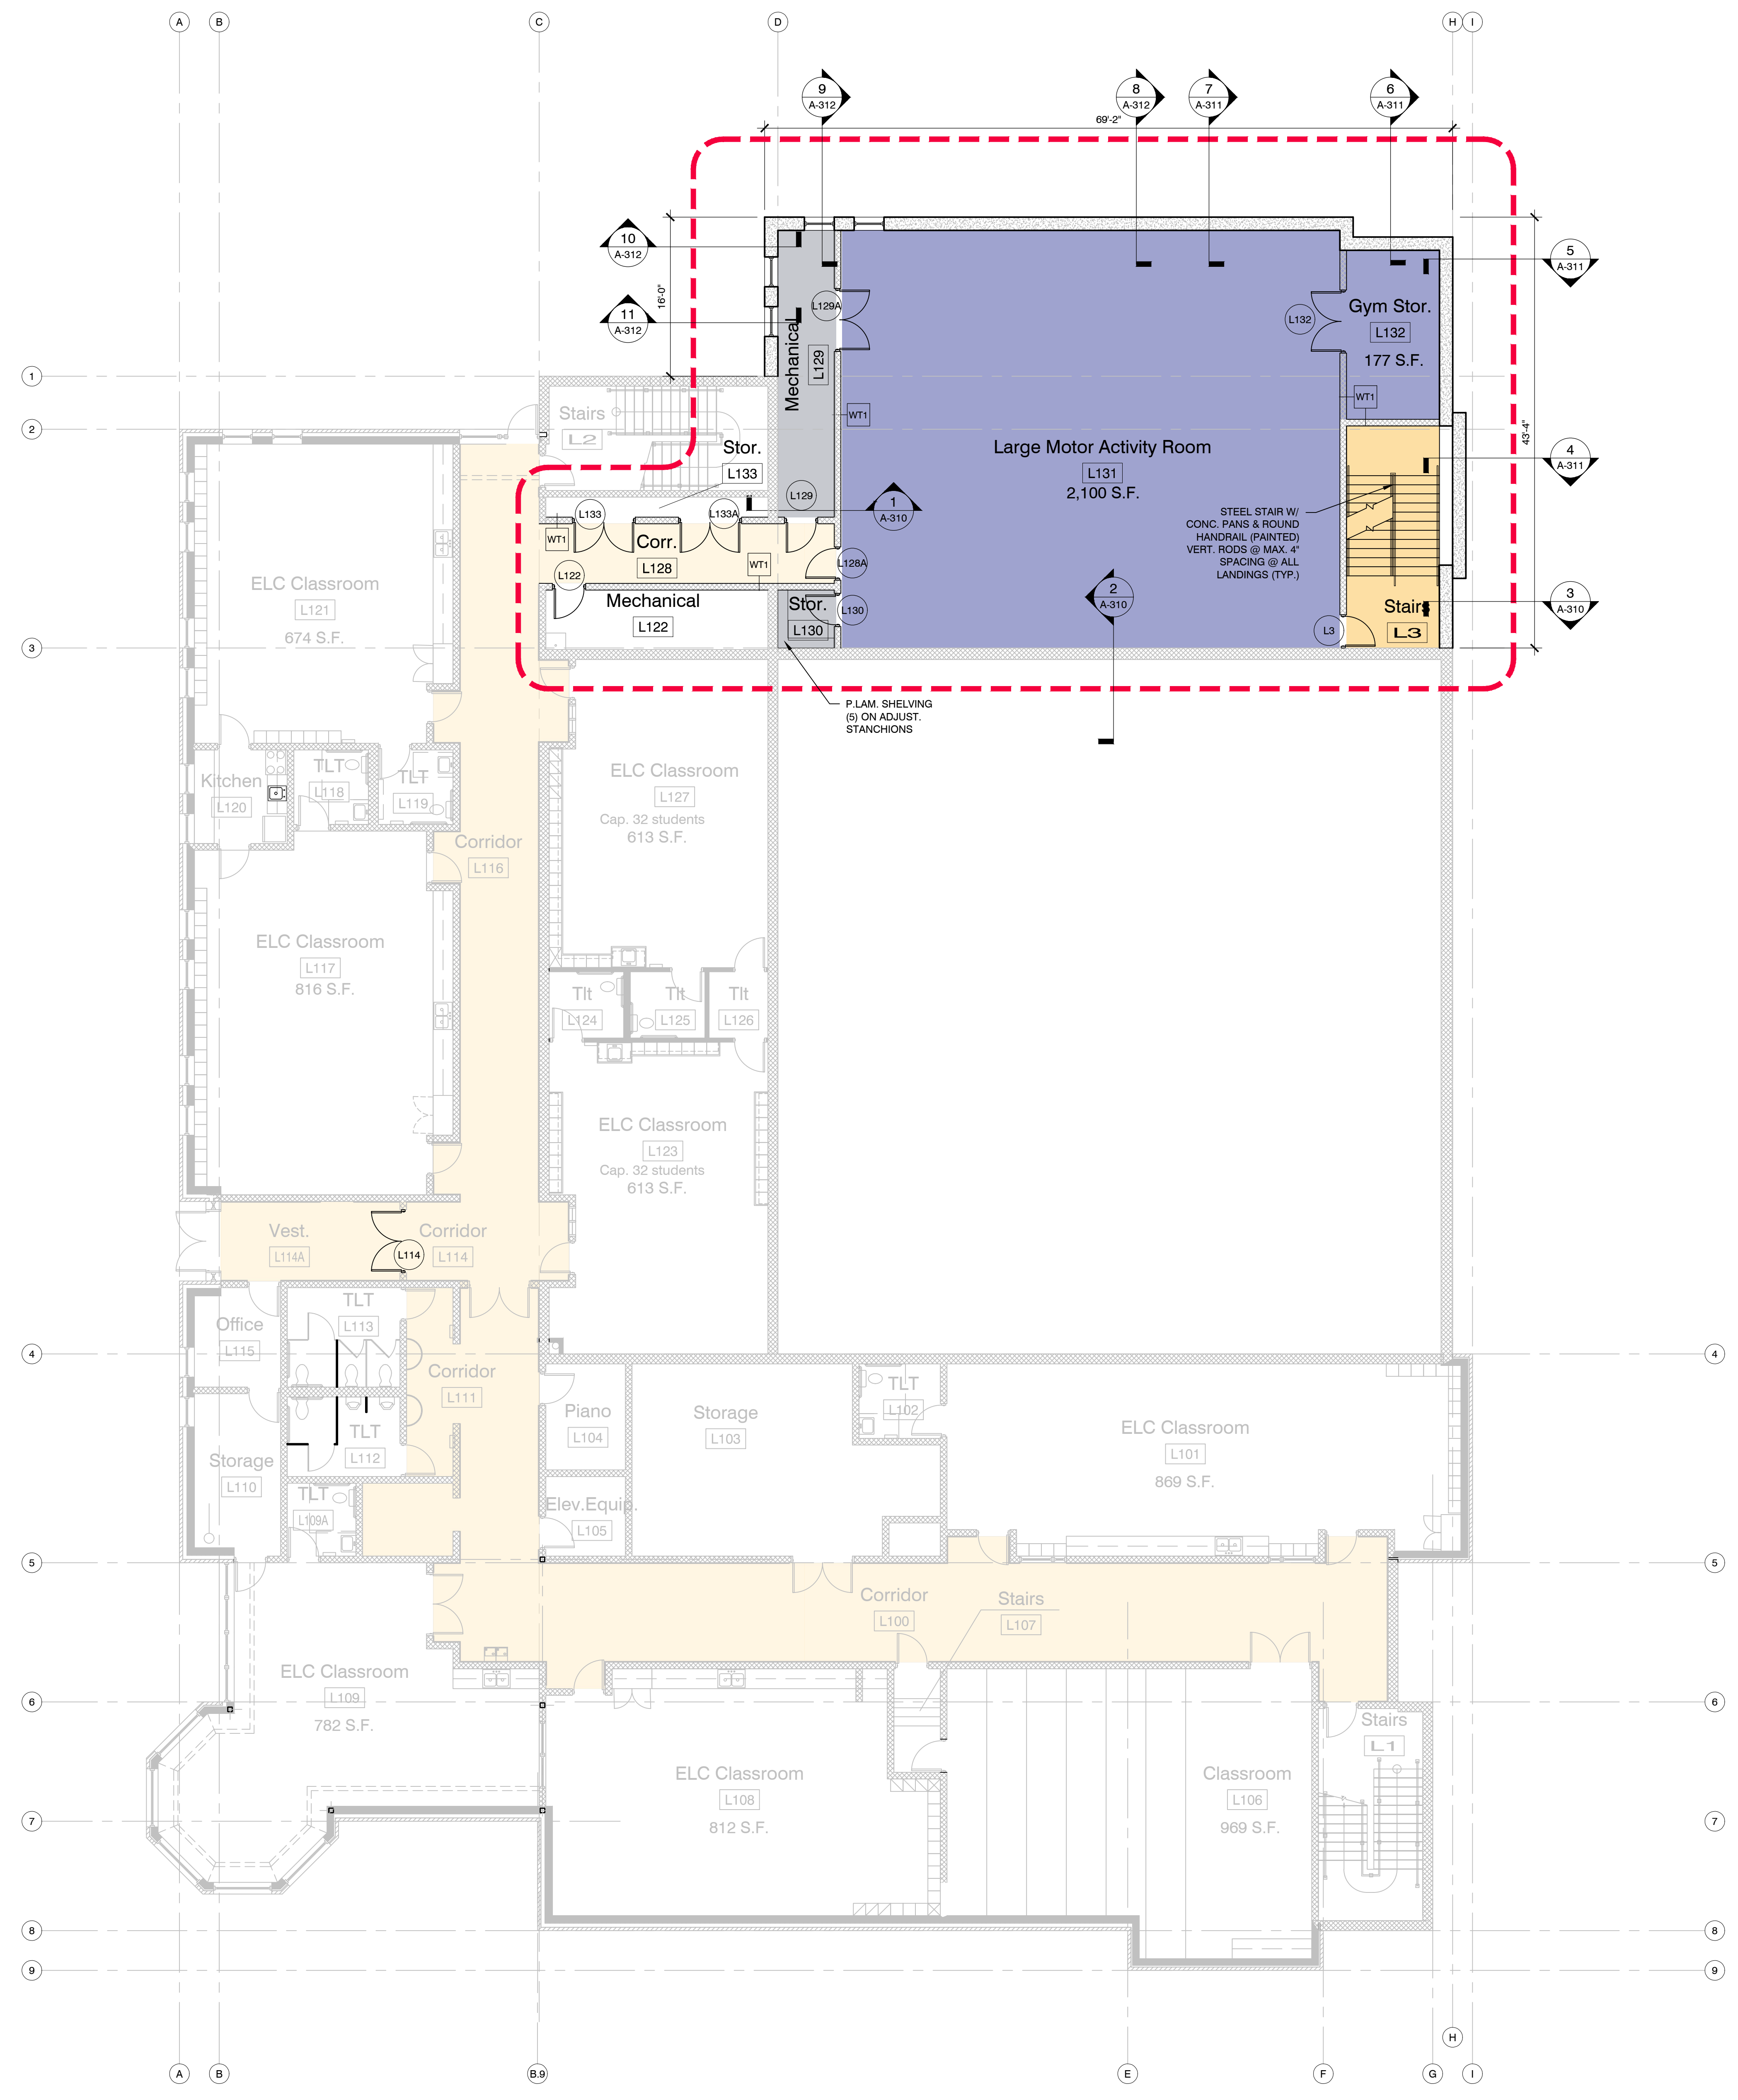 A
B
C
D
H
I
9
A-312
8
A-312
7
A-311
6
A-311
69'-2"
10
A-312
11
A-312
16'-0"
5
A-311
4
A-311
3
A-310
43'-4"
1
2
3
Mechanical
L129
L129A
WT1
L129
L132
Gym Stor.
L132
177 S.F.
WT1
Large Motor Activity Room
L131
2,100 S.F.
1
A-310
STEEL STAIR W/
CONC. PANS & ROUND
HANDRAIL (PAINTED)
VERT. RODS @ MAX. 4"
SPACING @ ALL
LANDINGS (TYP.)
2
A-310
Stairs
L3
L3
Stairs
L2
Stor.
L133
L133
L133A
WT1
Corr.
L128
WT1
L128A
L122
Mechanical
L122
Stor.
L130
L130
P.LAM. SHELVING
(5) ON ADJUST.
STANCHIONS
ELC Classroom
L121
674 S.F.
Kitchen
L120
TLT
L118
TLT
L119
Corridor
L116
ELC Classroom
L127
Cap. 32 students
613 S.F.
ELC Classroom
L117
816 S.F.
Tlt
L124
Tlt
L125
Tlt
L126
ELC Classroom
L123
Cap. 32 students
613 S.F.
Vest.
L114A
L114
Corridor
L114
Office
L115
TLT
L113
4
4
Corridor
L111
TLT
L112
Storage
L110
TLT
L109A
Piano
L104
Storage
L103
TLT
L102
ELC Classroom
L101
869 S.F.
Elev.Equip.
L105
5
5
Corridor
L100
Stairs
L107
ELC Classroom
L109
782 S.F.
6
6
ELC Classroom
L108
812 S.F.
Classroom
L106
969 S.F.
Stairs
L1
7
7
8
8
9
9
H
A
B
B.9
E
F
G
I